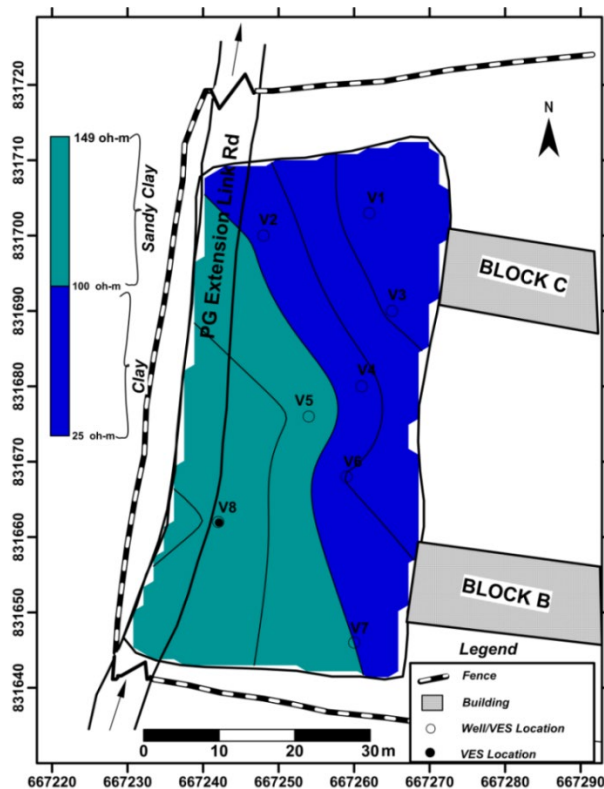 831720
831710
831700
831690
831680
831670
831660
831650
831640
149 oh-m
Sandy Clay
100 oh-m
Clay
25 oh-m
PG Extension Link Rd
N
V1
V2
V3
V4
V5
V6
V8
V7
BLOCK C
BLOCK B
Legend
Fence
Building
Well/VES Location
VES Location
0 10 20 30 m
667220 667230 667240 667250 667260 667270 667280 667290